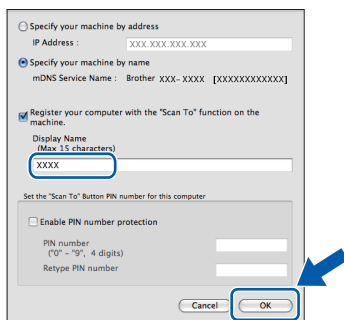 Specify your machine by address
IP Address : XXX.XXX.XXX.XXX
Specify your machine by name
mDNS Service Name : Brother XXX-XXXX [XXXXXXXXXXXX]
Register your computer with the "Scan To" function on the
machine.
Display Name
(Max 15 characters)
XXXX
Set the "Scan To" Button PIN number for this computer
Enable PIN number protection
PIN number
("0" - "9", 4 digits)
Retype PIN number
Cancel OK